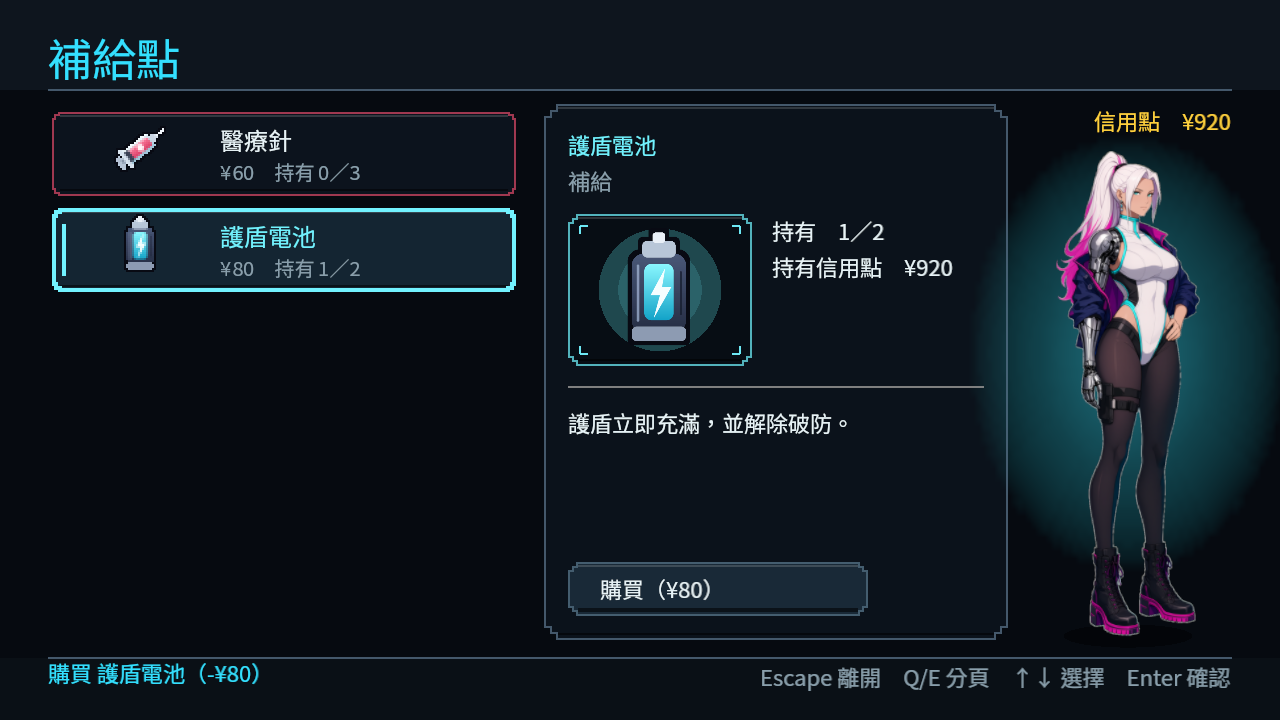 補給點
信用點 ¥920
醫療針
¥60 持有0／3
護盾電池
¥80 持有1／2
護盾電池
補給
持有 1／2
持有信用點 ¥920
護盾立即充滿，並解除破防。
購買（¥80）
購買 護盾電池（-¥80）
Escape 離開 Q/E 分頁 ↑↓ 選擇 Enter 確認